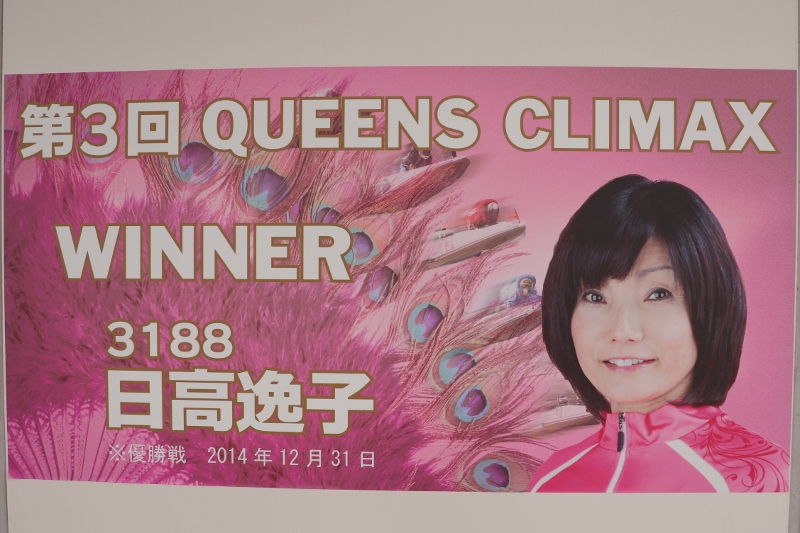 第3回 QUEENS CLIMAX
WINNER
3188
日高逸子
※優勝戦 2014年12月31日